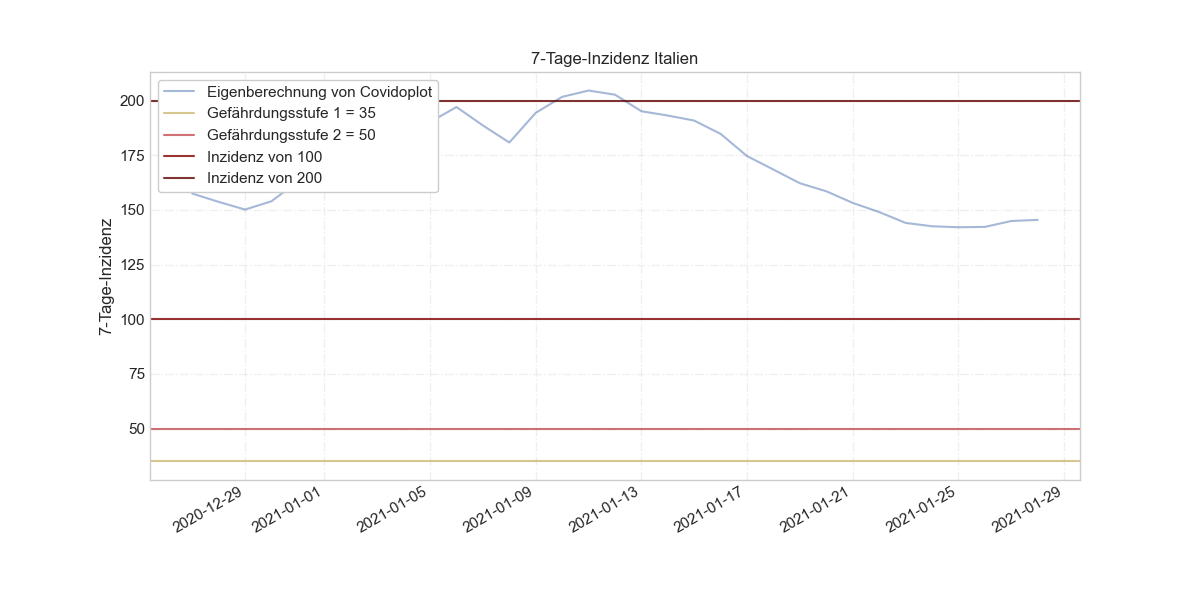 7-Tage-Inzidenz Italien
Eigenberechnung von Covidoplot
Gefährdungsstufe 1 = 35
Gefährdungsstufe 2 = 50
Inzidenz von 100
Inzidenz von 200
7-Tage-Inzidenz
200
175
150
125
100
75
50
2020-12-29
2021-01-01
2021-01-05
2021-01-09
2021-01-13
2021-01-17
2021-01-21
2021-01-25
2021-01-29